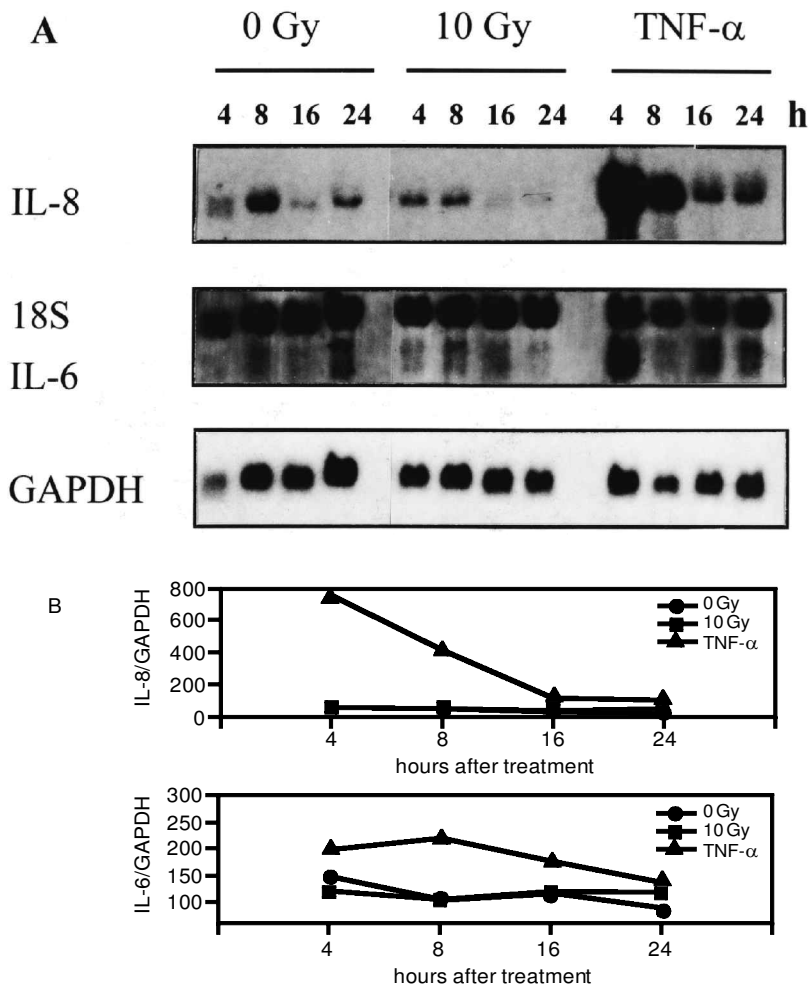 A
0 Gy 10 Gy TNF-α
4 8 16 24 4 8 16 24 4 8 16 24 h
IL-8
18S
IL-6
GAPDH
B
IL-8/GAPDH
800
600
400
200
0
0 Gy
10 Gy
TNF-α
4 8 16 24
hours after treatment
IL-6/GAPDH
300
250
200
150
100
0 Gy
10 Gy
TNF-α
4 8 16 24
hours after treatment